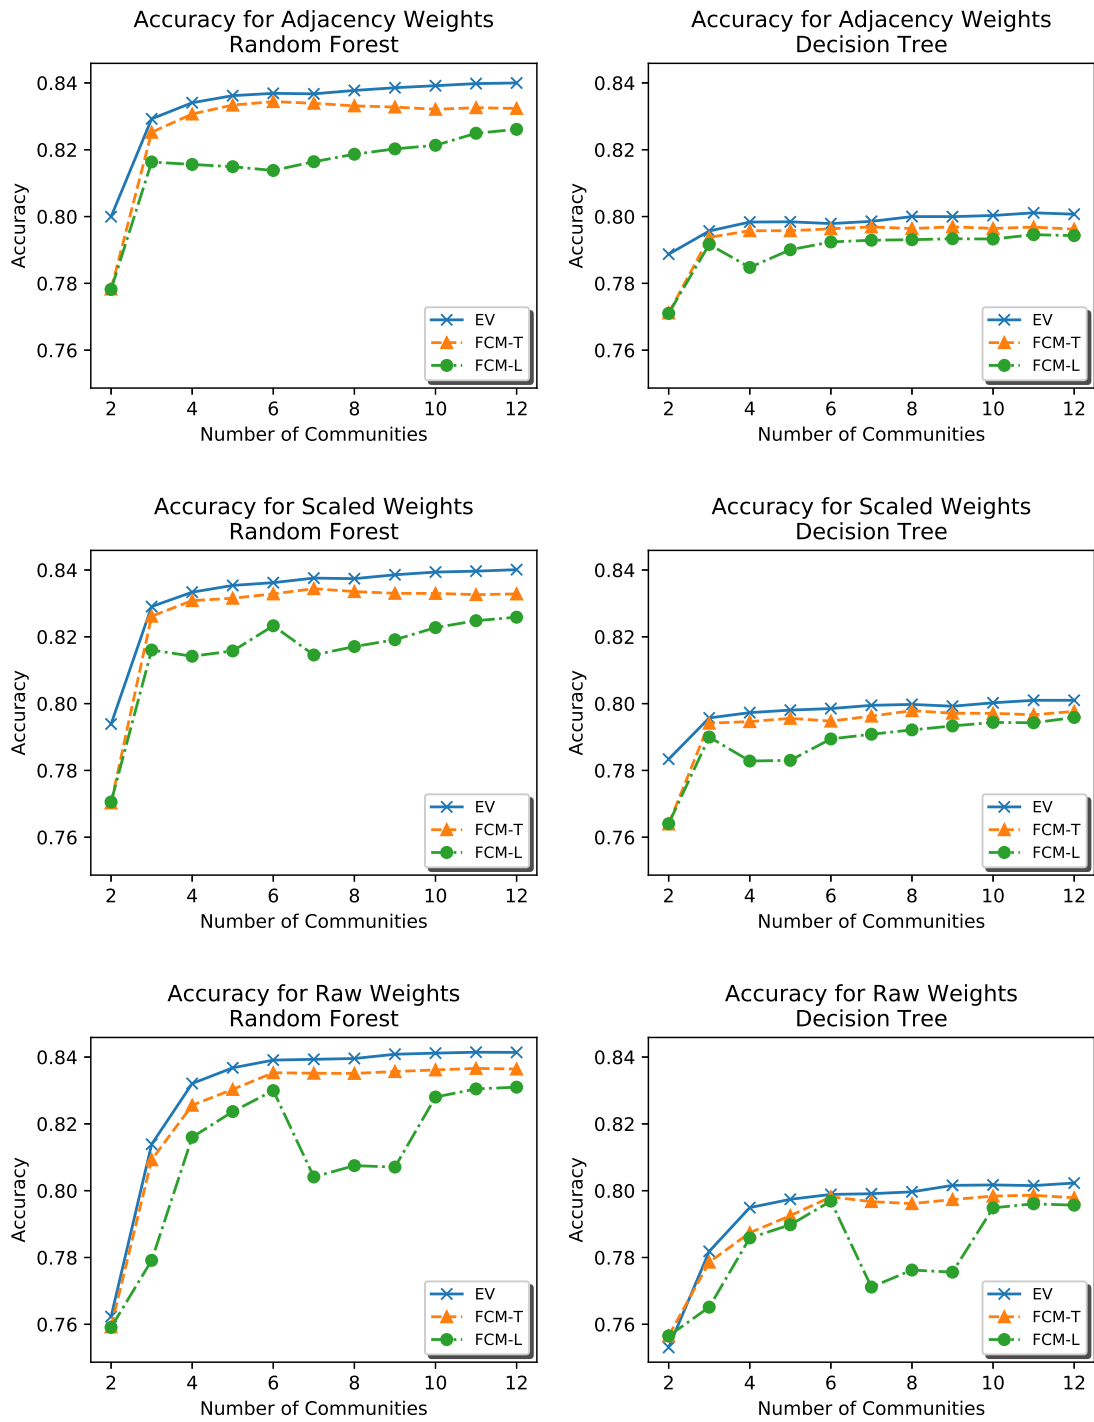 Accuracy for Adjacency Weights
Random Forest
Accuracy
0.84
0.82
0.80
0.78
0.76
2
4
6
8
10
12
Number of Communities
EV
FCM-T
FCM-L
Accuracy for Adjacency Weights
Decision Tree
Accuracy
0.84
0.82
0.80
0.78
0.76
2
4
6
8
10
12
Number of Communities
EV
FCM-T
FCM-L
Accuracy for Scaled Weights
Random Forest
Accuracy
0.84
0.82
0.80
0.78
0.76
2
4
6
8
10
12
Number of Communities
EV
FCM-T
FCM-L
Accuracy for Scaled Weights
Decision Tree
Accuracy
0.84
0.82
0.80
0.78
0.76
2
4
6
8
10
12
Number of Communities
EV
FCM-T
FCM-L
Accuracy for Raw Weights
Random Forest
Accuracy
0.84
0.82
0.80
0.78
0.76
2
4
6
8
10
12
Number of Communities
EV
FCM-T
FCM-L
Accuracy for Raw Weights
Decision Tree
Accuracy
0.84
0.82
0.80
0.78
0.76
2
4
6
8
10
12
Number of Communities
EV
FCM-T
FCM-L